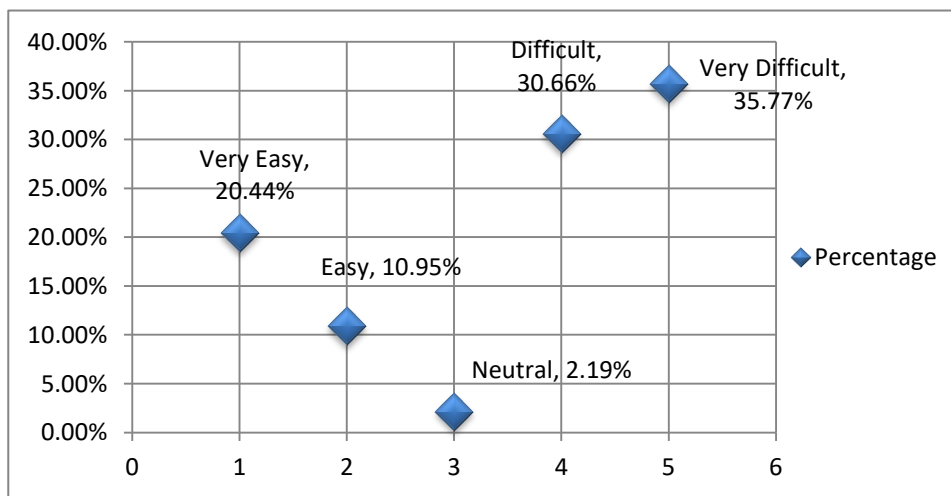 40.00%
35.00%
30.00%
25.00%
20.00%
15.00%
10.00%
5.00%
0.00%
0 1 2 3 4 5 6
Very Easy,
20.44%
Easy, 10.95%
Neutral, 2.19%
Difficult,
30.66%
Very Difficult,
35.77%
Percentage